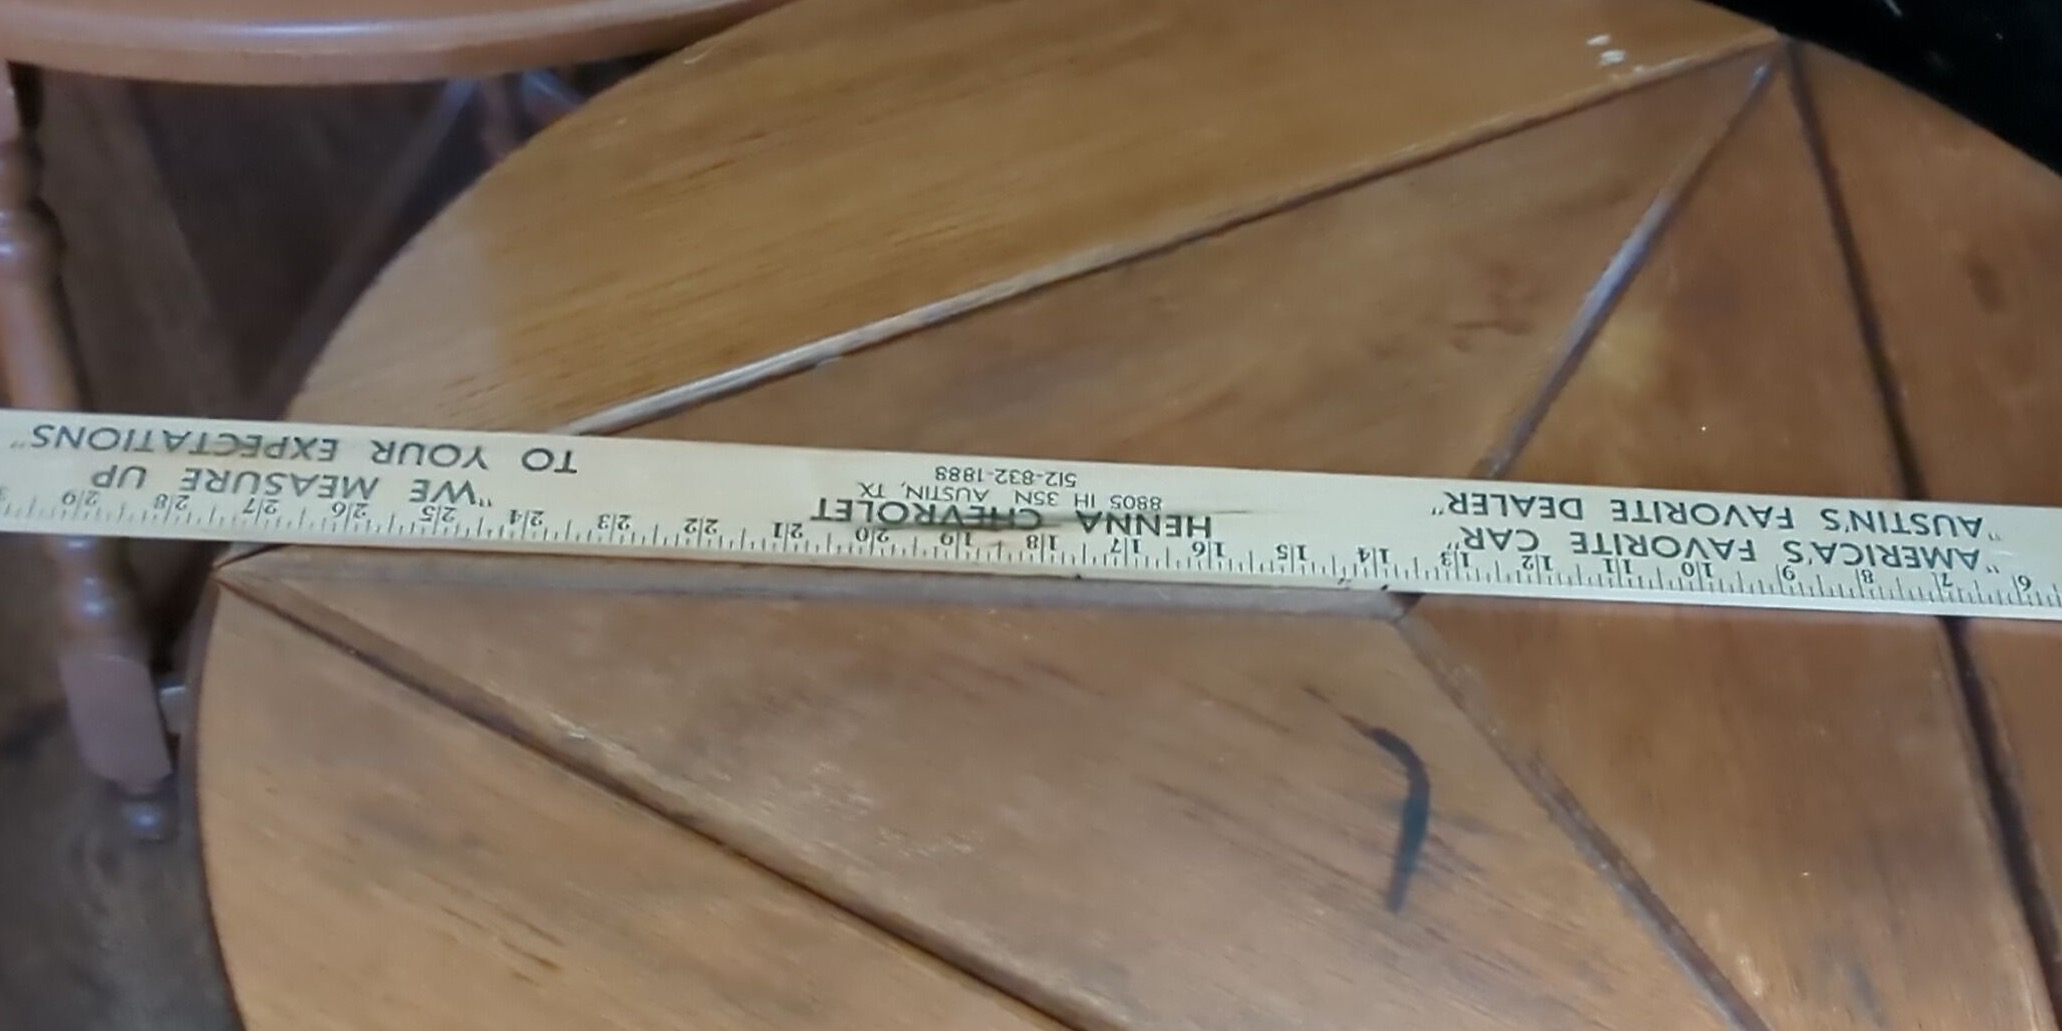 "AMERICA'S FAVORITE CAR"
"AUSTIN'S FAVORITE DEALER"
HENNA CHEVROLET
8805 IH 35N AUSTIN, TX
512-832-1888
"WE MEASURE UP
TO YOUR EXPECTATIONS"
6 7 8 9 10 11 12 13 14 15 16 17 18 19 20 21 22 23 24 25 26 27 28 29